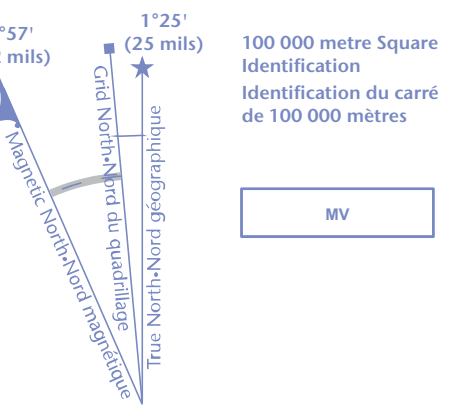 °57'
mils)
1°25'
(25 mils)
Magnetic North•Nord magnétique
Grid North•Nord du quadrillage
True North•Nord géographique
100 000 metre Square
Identification
Identification du carré
de 100 000 mètres
MV